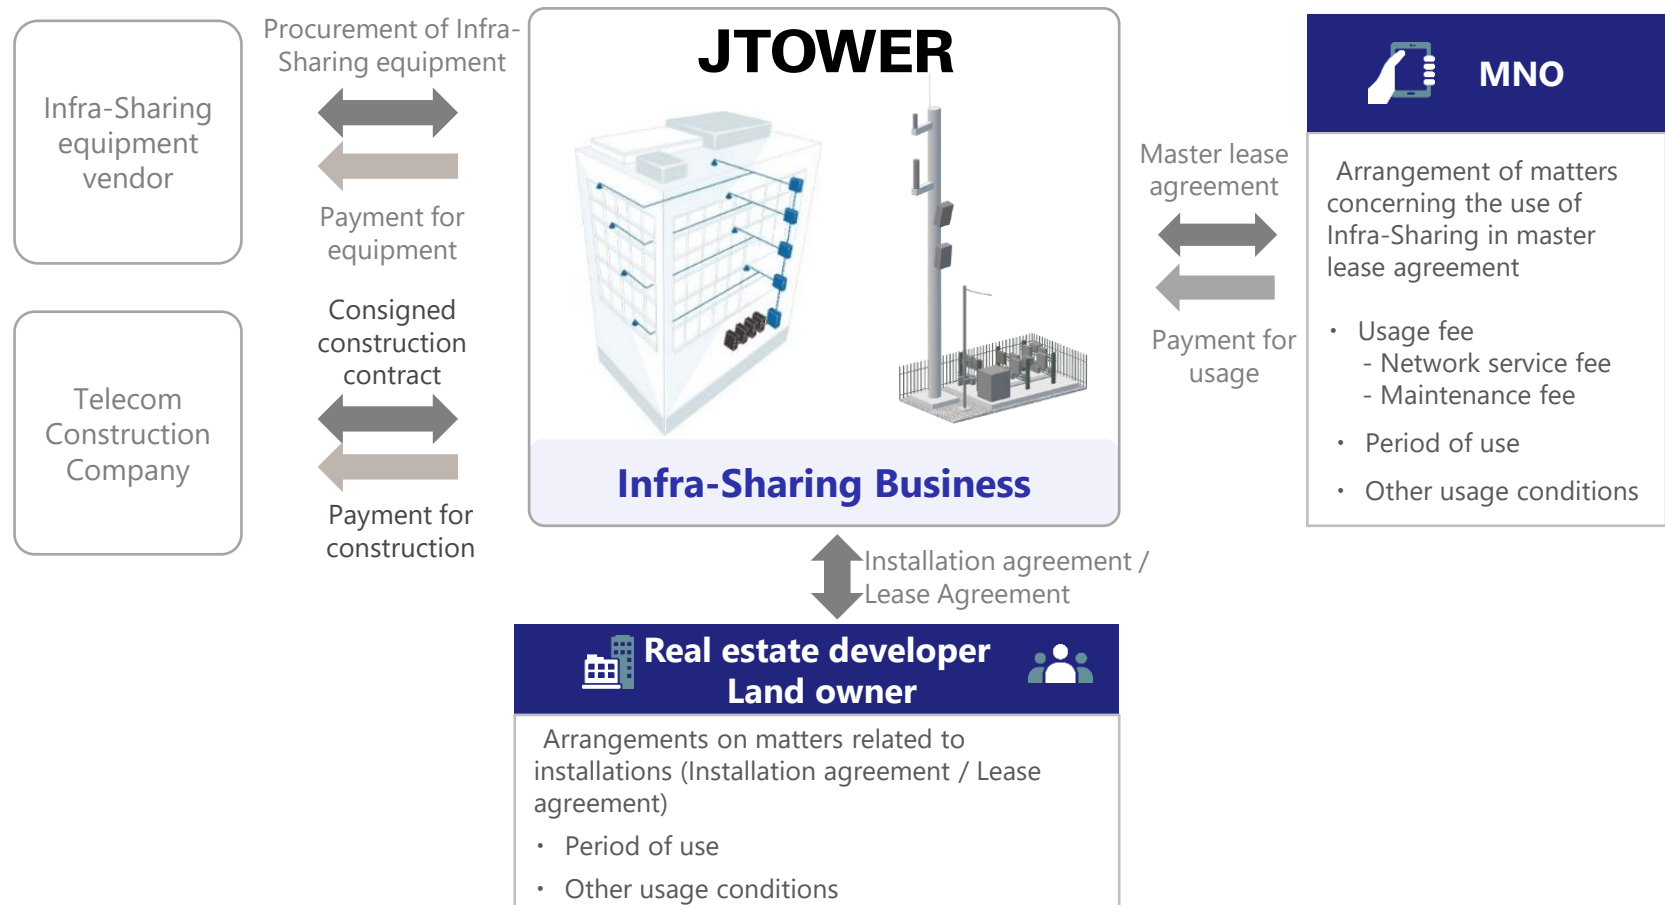 Infra-Sharing
equipment
vendor
Procurement of Infra-
Sharing equipment
Payment for
equipment
Telecom
Construction
Company
Consigned
construction
contract
Payment for
construction
JTOWER
Infra-Sharing Business
Master lease
agreement
Payment for
usage
MNO
Arrangement of matters
concerning the use of
Infra-Sharing in master
lease agreement
・ Usage fee
- Network service fee
- Maintenance fee
・ Period of use
・ Other usage conditions
Installation agreement /
Lease Agreement
Real estate developer
Land owner
Arrangements on matters related to
installations (Installation agreement / Lease
agreement)
・ Period of use
・ Other usage conditions